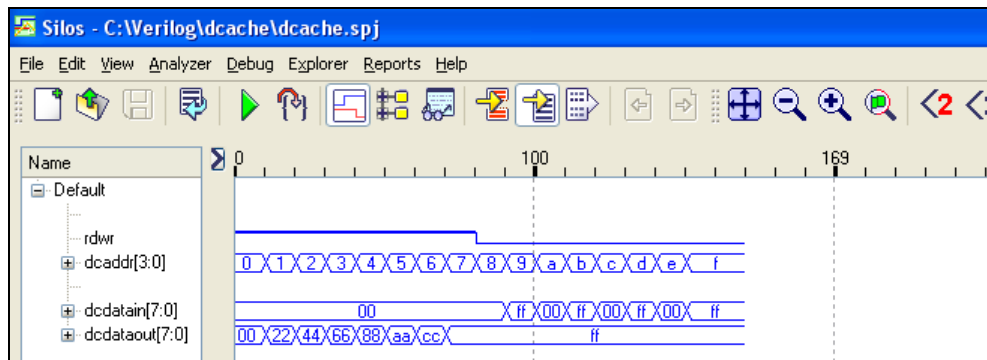 Silos - C:\Verilog\dcache\dcache.spj
File Edit View Analyzer Debug Explorer Reports Help
2
Name 0 100 169
Default
rdwr
dcaddr[3:0] 0 1 2 3 4 5 6 7 8 9 a b c d e f
dcdatain[7:0] 00 ff 00 ff 00 ff 00 ff
dcdataout[7:0] 00 22 44 66 88 aa cc ff